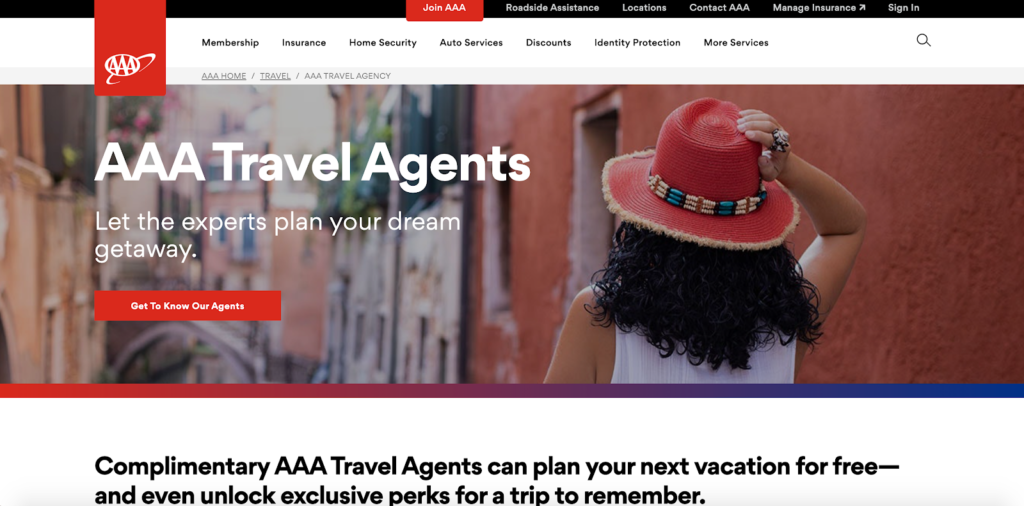 Join AAA
Roadside Assistance
Locations
Contact AAA
Manage Insurance
Sign In
AAA
Membership
Insurance
Home Security
Auto Services
Discounts
Identity Protection
More Services
AAA HOME / TRAVEL / AAA TRAVEL AGENCY
AAA Travel Agents
Let the experts plan your dream
getaway.
Get To Know Our Agents
Complimentary AAA Travel Agents can plan your next vacation for free—
and even unlock exclusive perks for a trip to remember.